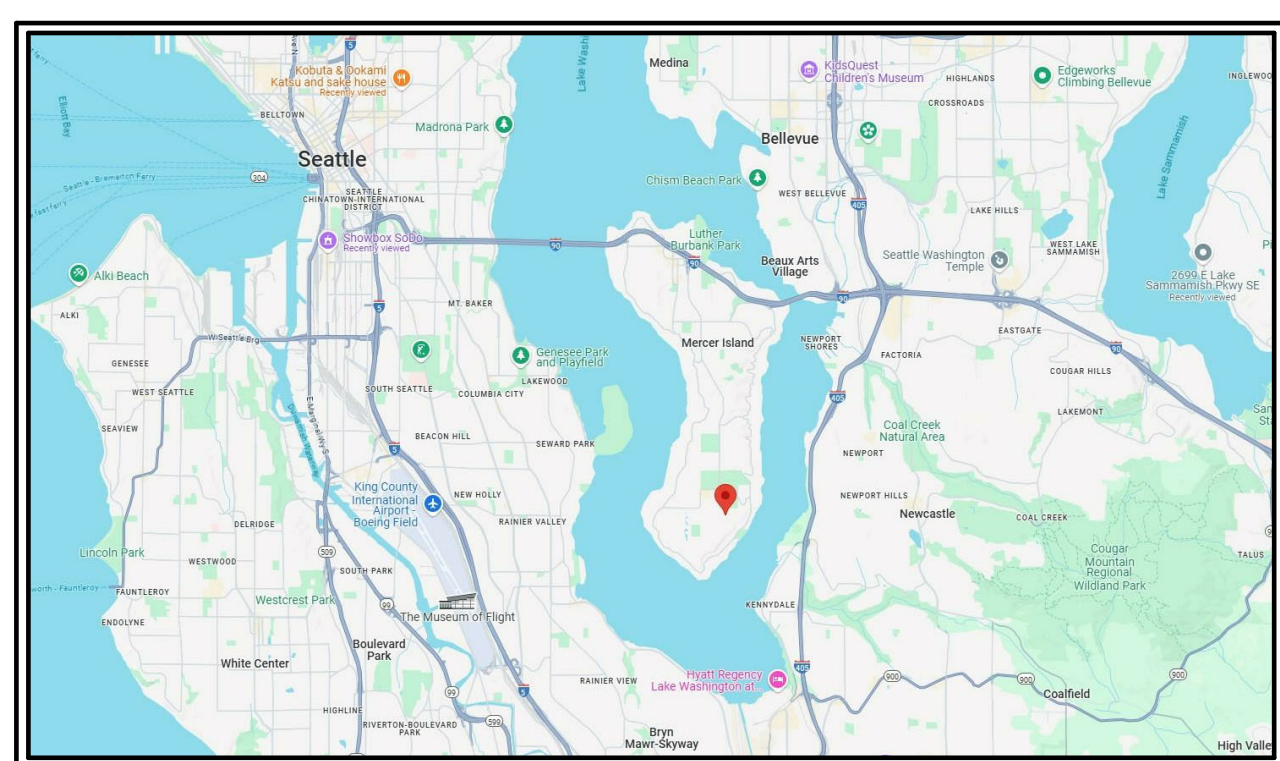 Elliott Bay
BELLTOWN
5
Kobuta & Ookami
Katsu and sake house
Recently viewed
Madrona Park
Medina
KidsQuest
Children's Museum
HIGHLANDS
CROSSROADS
Edgeworks
Climbing Bellevue
Seattle
304
Seattle - Bremerton Ferry
SEATTLE
CHINATOWN-INTERNATIONAL
DISTRICT
Bellevue
Chism Beach Park
WEST BELLEVUE
405
Lake Sammamish
LAKE HILLS
Showbox SoDo
Recently viewed
90
Luther
Burbank Park
90
Beaux Arts
Village
Seattle Washington
Temple
WEST LAKE
SAMMAMISH
2699 E Lake
Sammamish Pkwy SE
Recently viewed
Alki Beach
ALKI
5
MT. BAKER
90
W Seattle Brg
Mercer Island
NEWPORT
SHORES
EASTGATE
90
GENESEE
Genesee Park
and Playfield
FACTORIA
COUGAR HILLS
WEST SEATTLE
SOUTH SEATTLE
COLUMBIA CITY
LAKEWOOD
405
LAKEMONT
SEAVIEW
E Marginal Wy S
Duwamish Waterway
BEACON HILL
5
SEWARD PARK
Coal Creek
Natural Area
NEWPORT
King County
International
Airport -
Boeing Field
NEW HOLLY
NEWPORT HILLS
DELRIDGE
RAINIER VALLEY
Newcastle
COAL CREEK
Lincoln Park
WESTWOOD
509
SOUTH PARK
Cougar
Mountain
Regional
Wildland Park
TALUS
FAUNTLEROY
Westcrest Park
99
The Museum of Flight
KENNYDALE
ENDOLYNE
White Center
Boulevard
Park
405
Hyatt Regency
Lake Washington at...
RAINIER VIEW
99
5
900
900
900
Coalfield
HIGHLINE
RIVERTON-BOULEVARD
PARK
599
Bryn
Mawr-Skyway